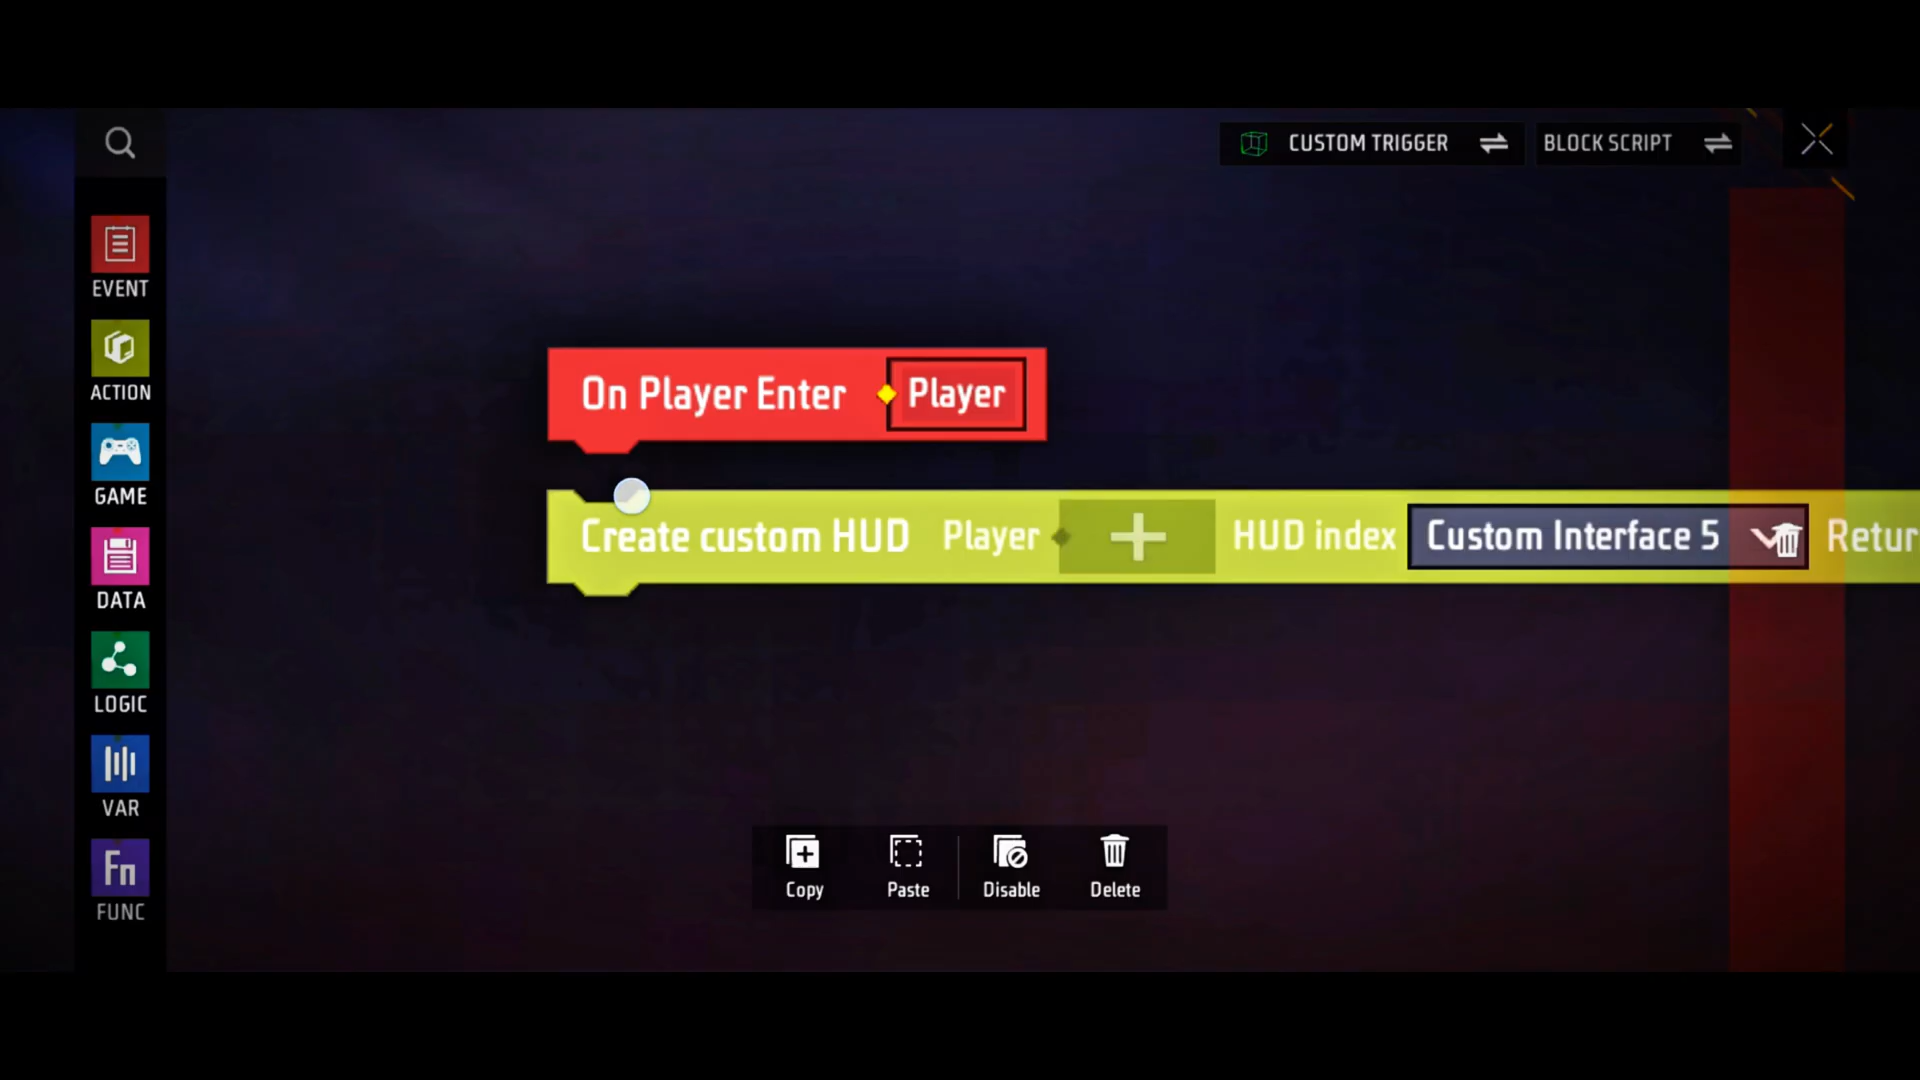 CUSTOM TRIGGER
BLOCK SCRIPT
EVENT
ACTION
GAME
DATA
LOGIC
VAR
Fn
FUNC
On Player Enter Player
Create custom HUD Player HUD index Custom Interface 5 Retur
Copy
Paste
Disable
Delete